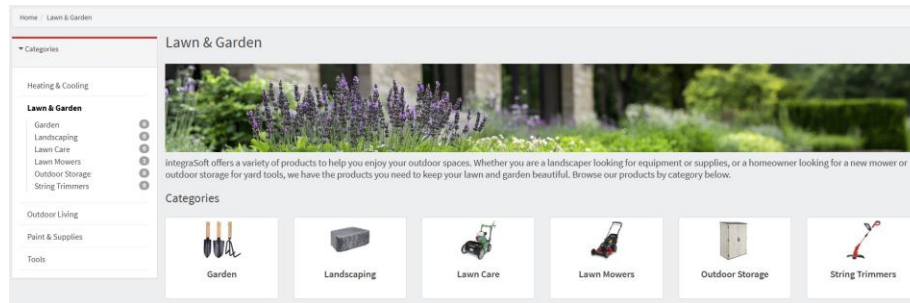 Home / Lawn & Garden
Categories
Heating & Cooling
Lawn & Garden
Garden
Landscaping
Lawn Care
Lawn Mowers
Outdoor Storage
String Trimmers
Outdoor Living
Paint & Supplies
Tools
Lawn & Garden
integraSoft offers a variety of products to help you enjoy your outdoor spaces. Whether you are a landscaper looking for equipment or supplies, or a homeowner looking for a new mower or
outdoor storage for yard tools, we have the products you need to keep your lawn and garden beautiful. Browse our products by category below.
Categories
Garden
Landscaping
Lawn Care
Lawn Mowers
Outdoor Storage
String Trimmers